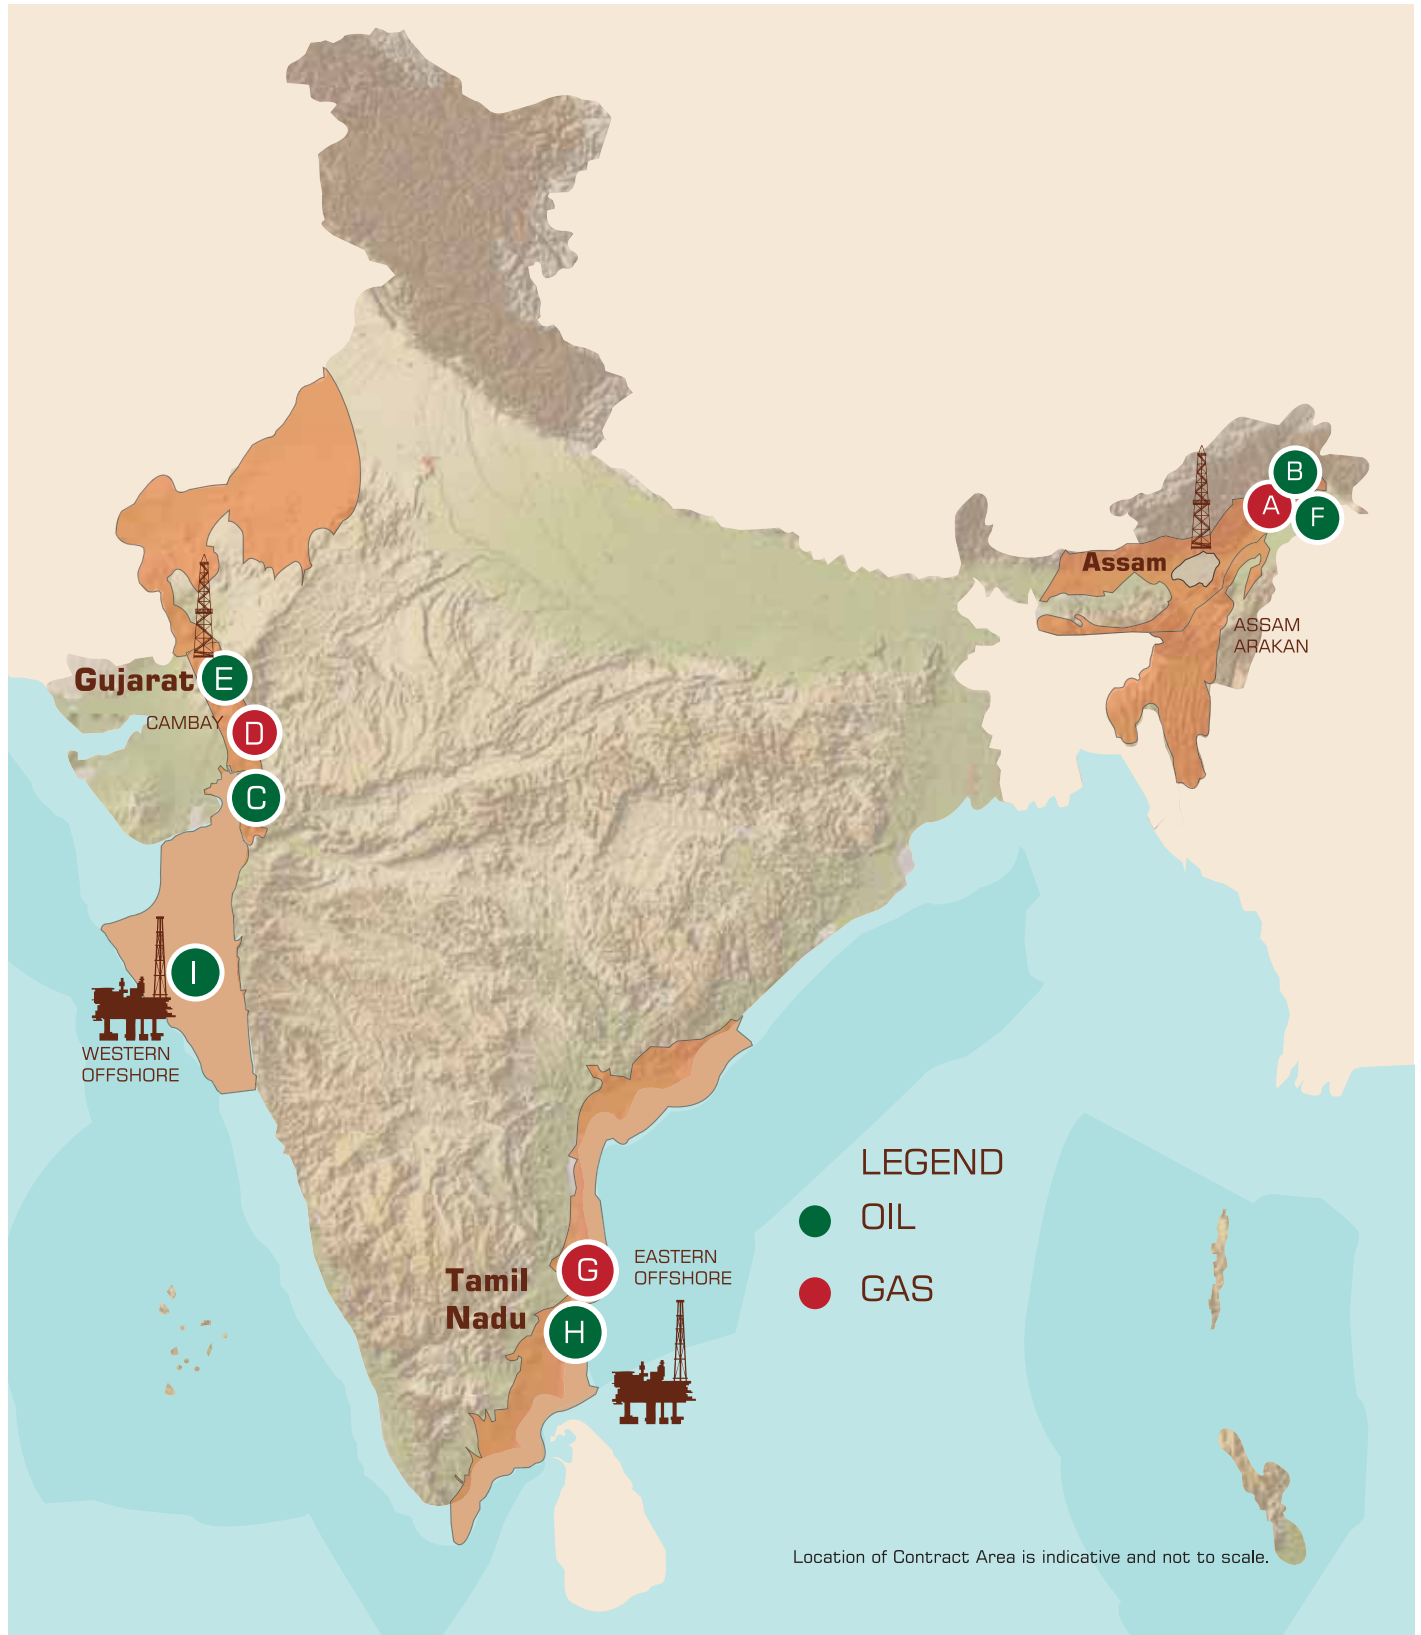 B
A
F
Assam
ASSAM
ARAKAN
Gujarat
E
CAMBAY
D
C
I
WESTERN
OFFSHORE
LEGEND
OIL
GAS
G
EASTERN
OFFSHORE
Tamil
Nadu
H
Location of Contract Area is indicative and not to scale.